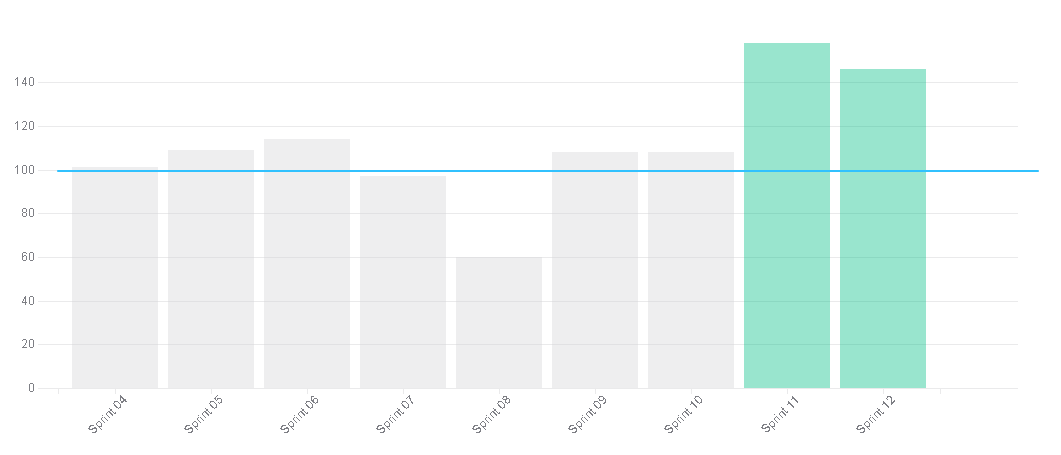 140
120
100
80
60
40
20
0
Sprint 04
Sprint 05
Sprint 06
Sprint 07
Sprint 08
Sprint 09
Sprint 10
Sprint 11
Sprint 12